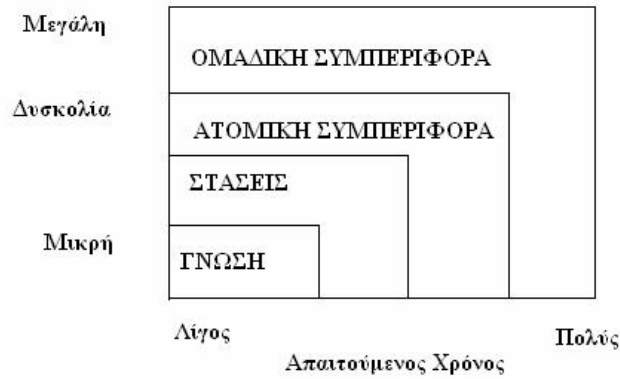 Μεγάλη
ΟΜΑΔΙΚΗ ΣΥΜΠΕΡΙΦΟΡΑ
Δυσκολία
ΑΤΟΜΙΚΗ ΣΥΜΠΕΡΙΦΟΡΑ
ΣΤΑΣΕΙΣ
Μικρή
ΓΝΩΣΗ
Λίγος
Πολύς
Απαιτούμενος Χρόνος